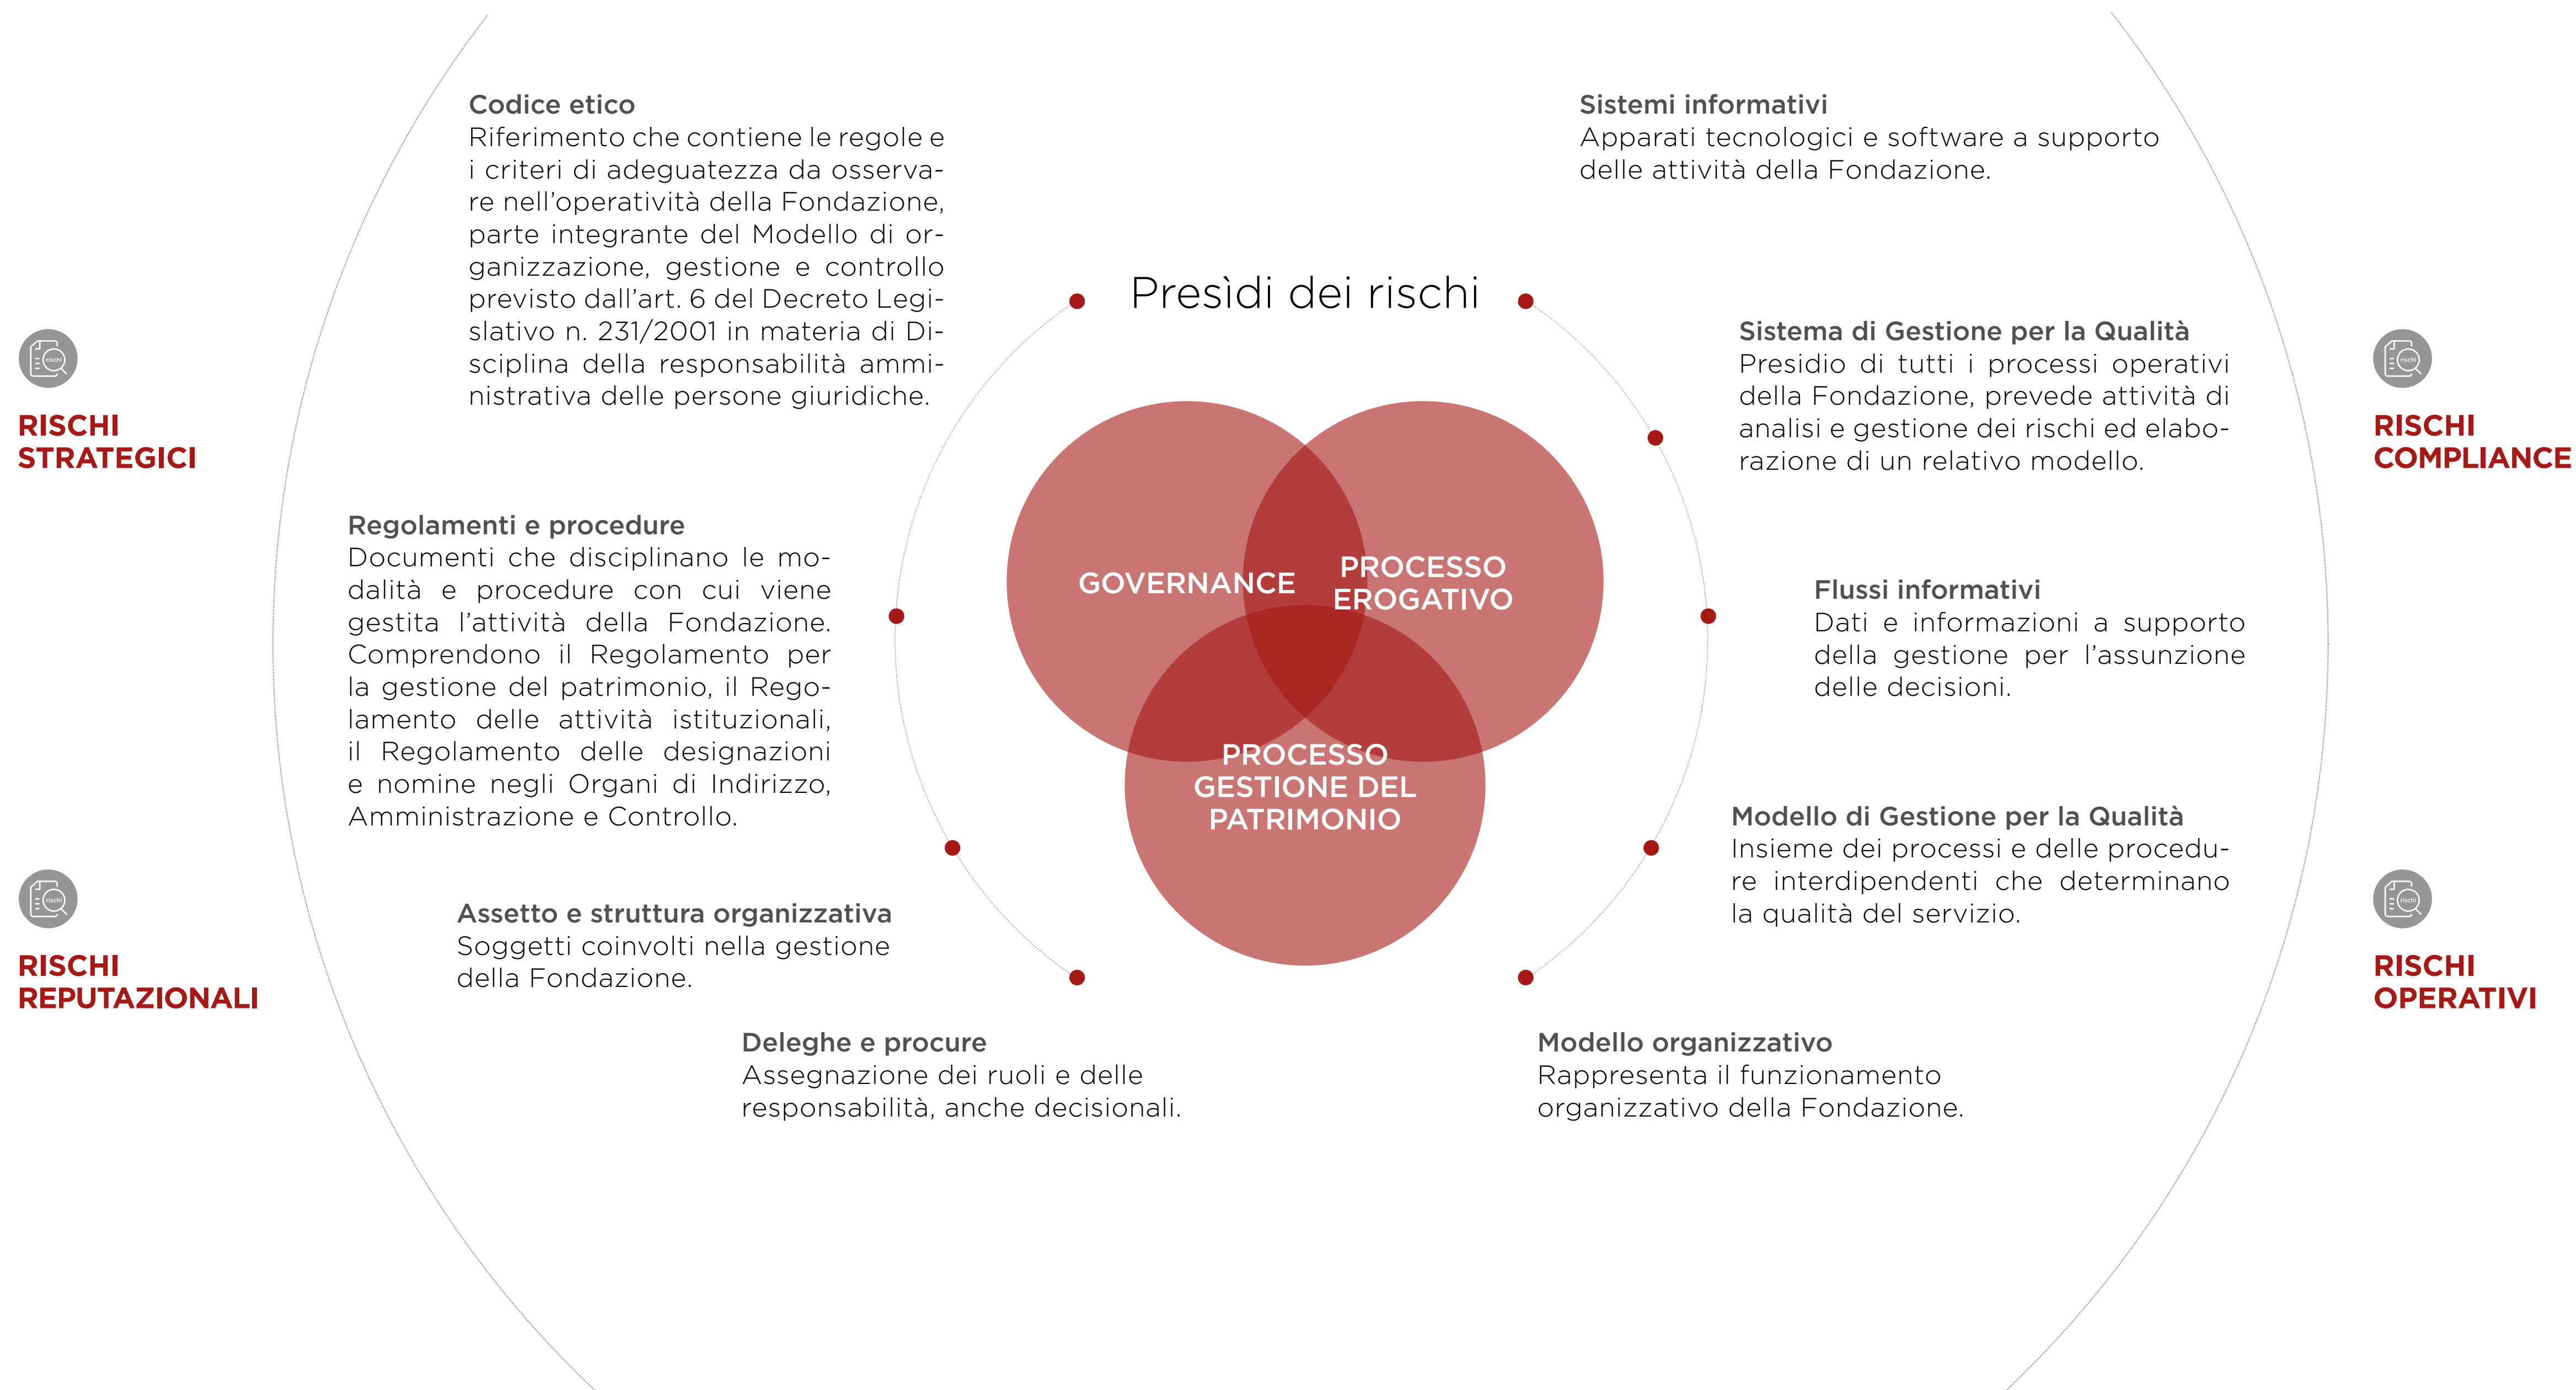 Codice etico
Riferimento che contiene le regole e
i criteri di adeguatezza da osserva-
re nell'operatività della Fondazione,
parte integrante del Modello di or-
ganizzazione, gestione e controllo
previsto dall'art. 6 del Decreto Legi-
slativo n. 231/2001 in materia di Di-
sciplina della responsabilità ammi-
nistrativa delle persone giuridiche.
Sistemi informativi
Apparati tecnologici e software a supporto
delle attività della Fondazione.
Presìdi dei rischi
rischi
RISCHI
STRATEGICI
Sistema di Gestione per la Qualità
Presidio di tutti i processi operativi
della Fondazione, prevede attività di
analisi e gestione dei rischi ed elabo-
razione di un relativo modello.
rischi
RISCHI
COMPLIANCE
Regolamenti e procedure
Documenti che disciplinano le mo-
dalità e procedure con cui viene
gestita l'attività della Fondazione.
Comprendono il Regolamento per
la gestione del patrimonio, il Rego-
lamento delle attività istituzionali,
il Regolamento delle designazioni
e nomine negli Organi di Indirizzo,
Amministrazione e Controllo.
GOVERNANCE
PROCESSO
EROGATIVO
PROCESSO
GESTIONE DEL
PATRIMONIO
Flussi informativi
Dati e informazioni a supporto
della gestione per l'assunzione
delle decisioni.
Modello di Gestione per la Qualità
Insieme dei processi e delle procedu-
re interdipendenti che determinano
la qualità del servizio.
rischi
RISCHI
REPUTAZIONALI
Assetto e struttura organizzativa
Soggetti coinvolti nella gestione
della Fondazione.
rischi
RISCHI
OPERATIVI
Deleghe e procure
Assegnazione dei ruoli e delle
responsabilità, anche decisionali.
Modello organizzativo
Rappresenta il funzionamento
organizzativo della Fondazione.